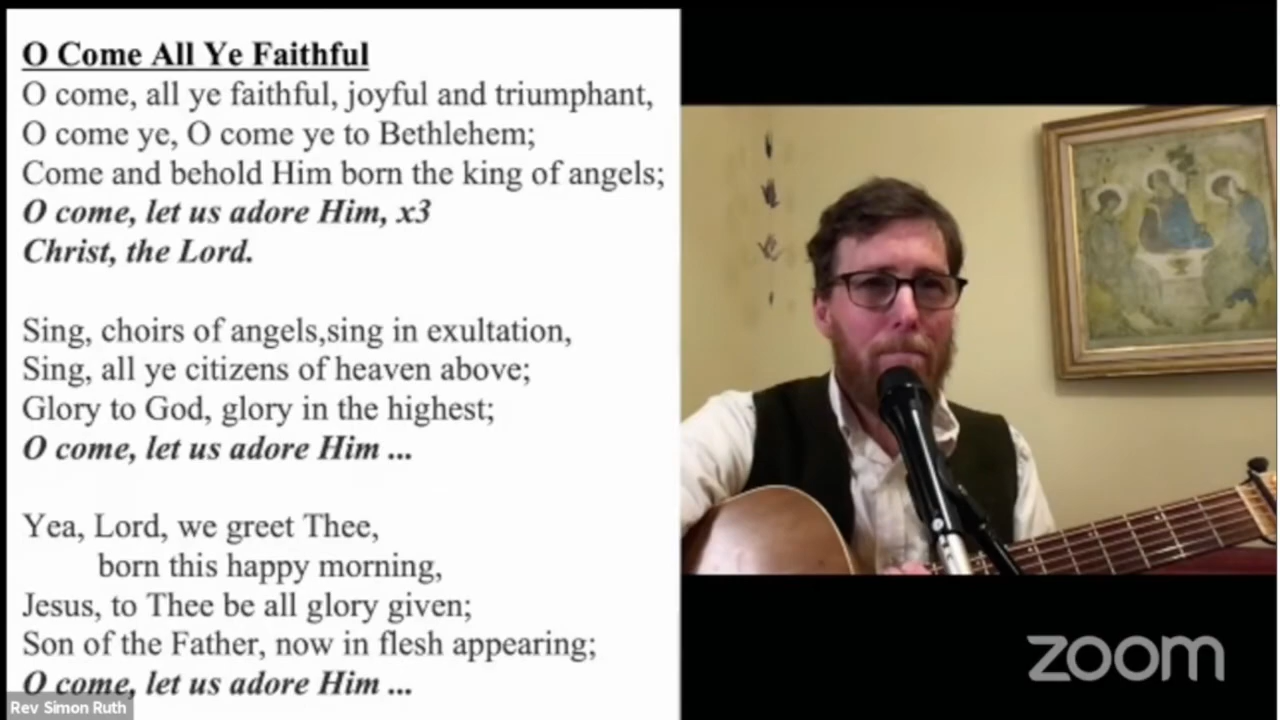 O Come All Ye Faithful
O come, all ye faithful, joyful and triumphant,
O come ye, O come ye to Bethlehem;
Come and behold Him born the king of angels;
O come, let us adore Him, x3
Christ, the Lord.
Sing, choirs of angels,sing in exultation,
Sing, all ye citizens of heaven above;
Glory to God, glory in the highest;
O come, let us adore Him ...
Yea, Lord, we greet Thee,
born this happy morning,
Jesus, to Thee be all glory given;
Son of the Father, now in flesh appearing;
O come, let us adore Him ...
Rev Simon Ruth
zoom